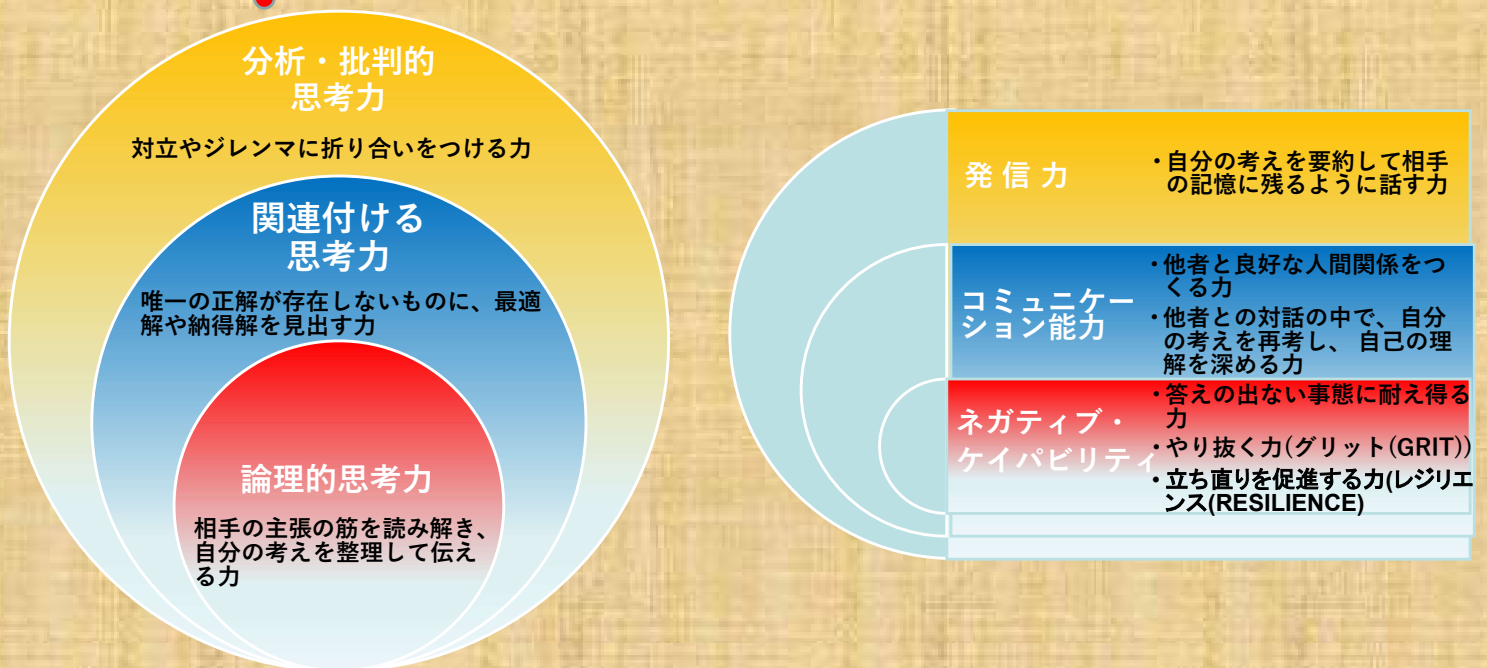 分析・批判的
思考力
対立やジレンマに折り合いをつける力
関連付ける
思考力
唯一の正解が存在しないものに、最適
解や納得解を見出す力
論理的思考力
相手の主張の筋を読み解き、
自分の考えを整理して伝え
る力
発 信 力
・自分の考えを要約して相手
の記憶に残るように話す力
コミュニケー
ション能力
・他者と良好な人間関係をつ
くる力
・他者との対話の中で、自分
の考えを再考し、 自己の理
解を深める力
ネガティブ・
ケイパビリティ
・答えの出ない事態に耐え得る
力
・やり抜く力(グリット(GRIT))
・立ち直りを促進する力(レジリエ
ンス(RESILIENCE)